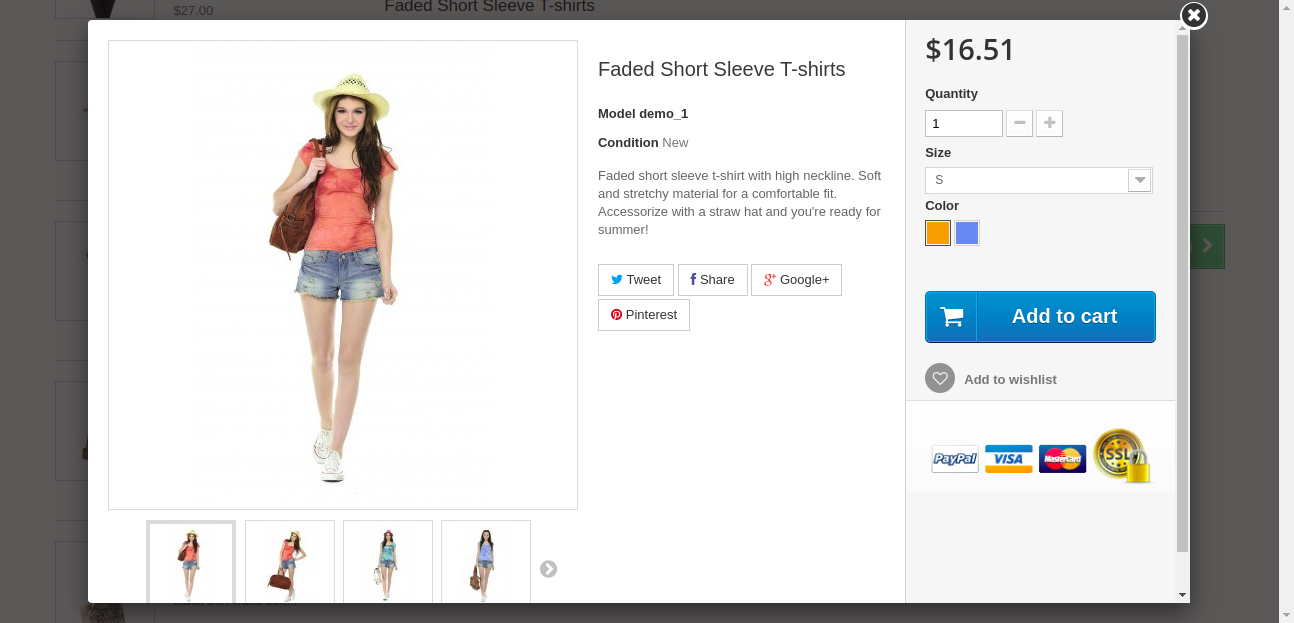 $27.00
Faded Short Sleeve T-shirts
$16.51
Faded Short Sleeve T-shirts
Quantity
Model demo_1
1
Condition New
Size
S
Faded short sleeve t-shirt with high neckline. Soft
and stretchy material for a comfortable fit.
Accessorize with a straw hat and you're ready for
summer!
Color
Tweet
Share
Google+
Pinterest
Add to cart
Add to wishlist
PayPal
VISA
MasterCard
SSL